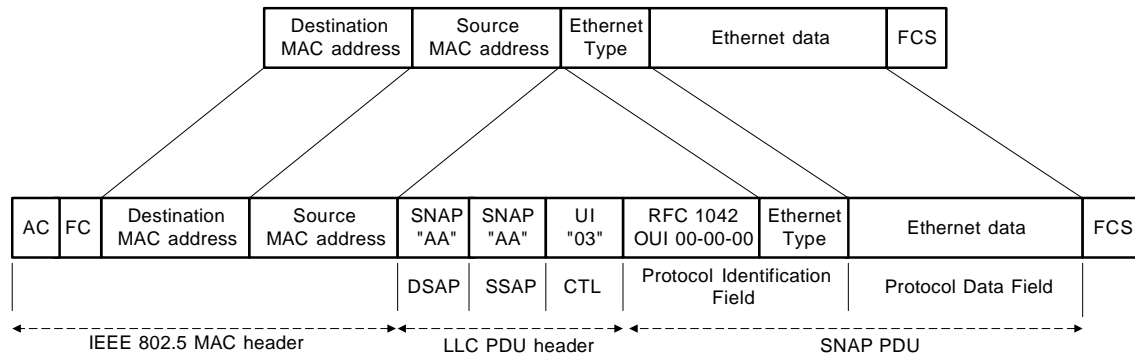 Destination
MAC address
Source
MAC address
Ethernet
Type
Ethernet data
FCS
AC
FC
Destination
MAC address
Source
MAC address
SNAP
"AA"
SNAP
"AA"
UI
"03"
RFC 1042
OUI 00-00-00
Ethernet
Type
Ethernet data
FCS
DSAP
SSAP
CTL
Protocol Identification
Field
Protocol Data Field
IEEE 802.5 MAC header
LLC PDU header
SNAP PDU